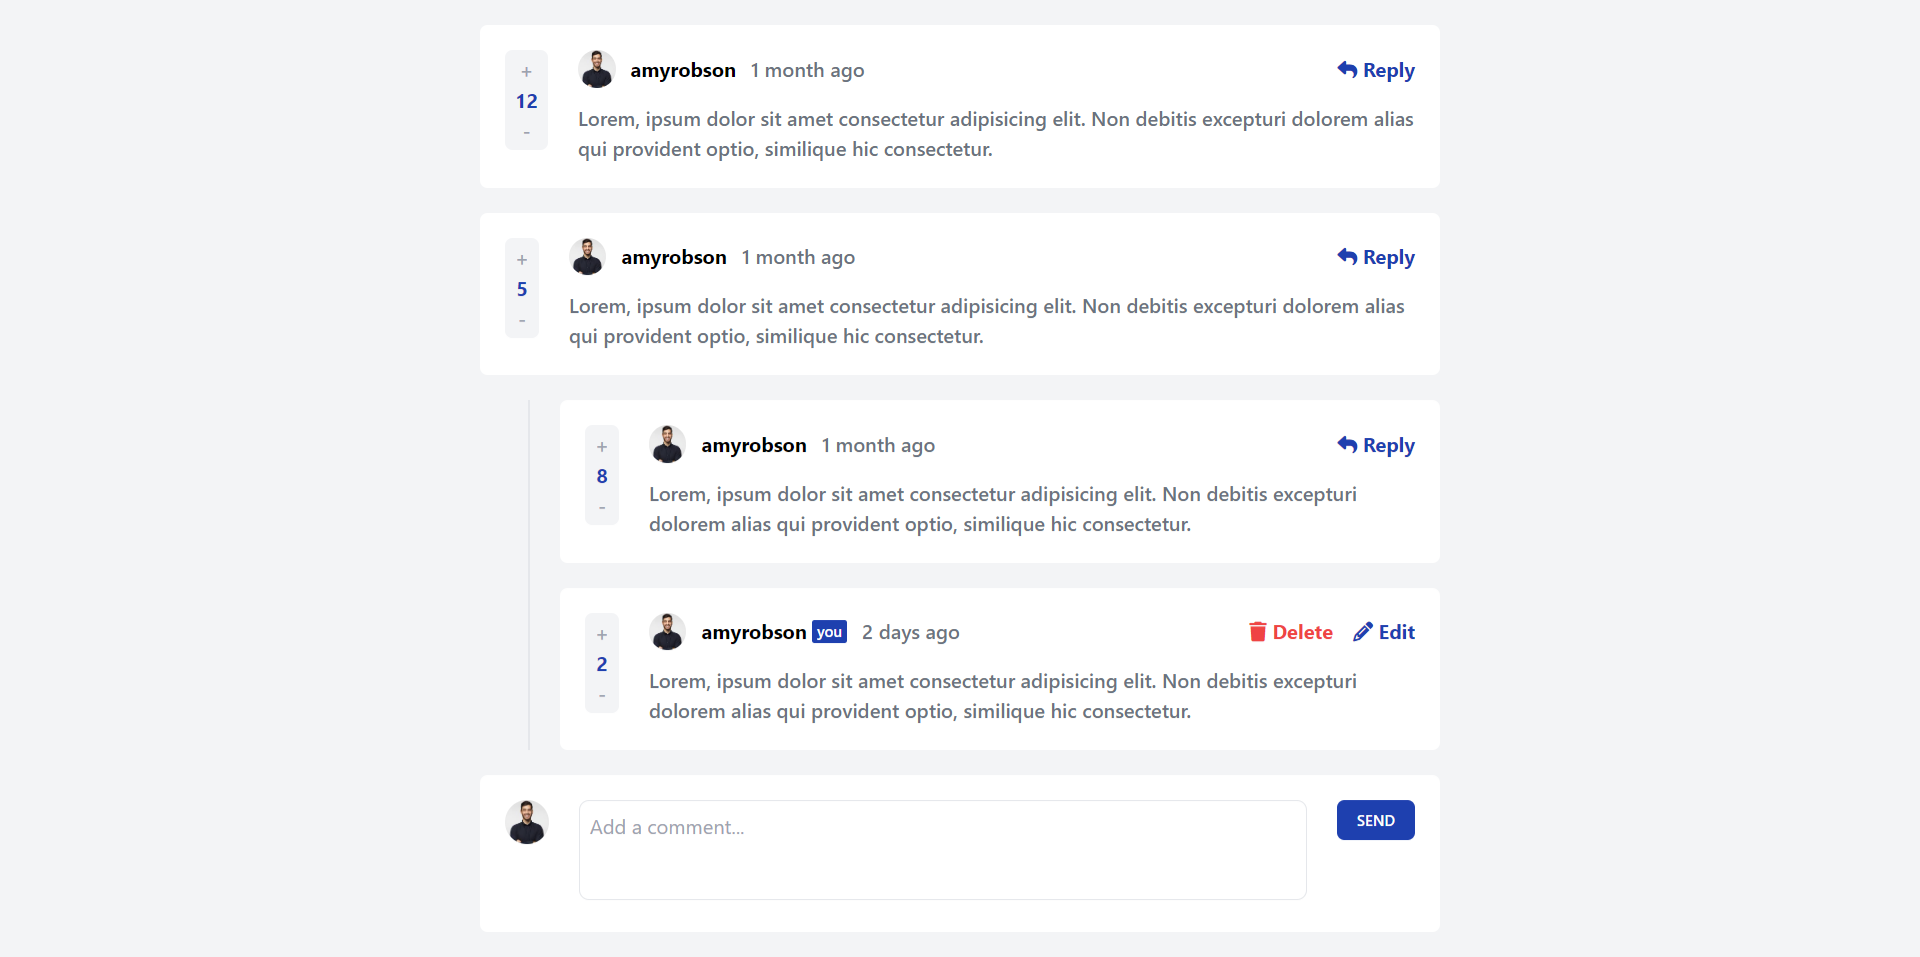 +
12
-
amyrobson 1 month ago
Reply
Lorem, ipsum dolor sit amet consectetur adipisicing elit. Non debitis excepturi dolorem alias
qui provident optio, similique hic consectetur.
+
5
-
amyrobson 1 month ago
Reply
Lorem, ipsum dolor sit amet consectetur adipisicing elit. Non debitis excepturi dolorem alias
qui provident optio, similique hic consectetur.
+
8
-
amyrobson 1 month ago
Reply
Lorem, ipsum dolor sit amet consectetur adipisicing elit. Non debitis excepturi
dolorem alias qui provident optio, similique hic consectetur.
+
2
-
amyrobson you 2 days ago
Delete Edit
Lorem, ipsum dolor sit amet consectetur adipisicing elit. Non debitis excepturi
dolorem alias qui provident optio, similique hic consectetur.
Add a comment...
SEND